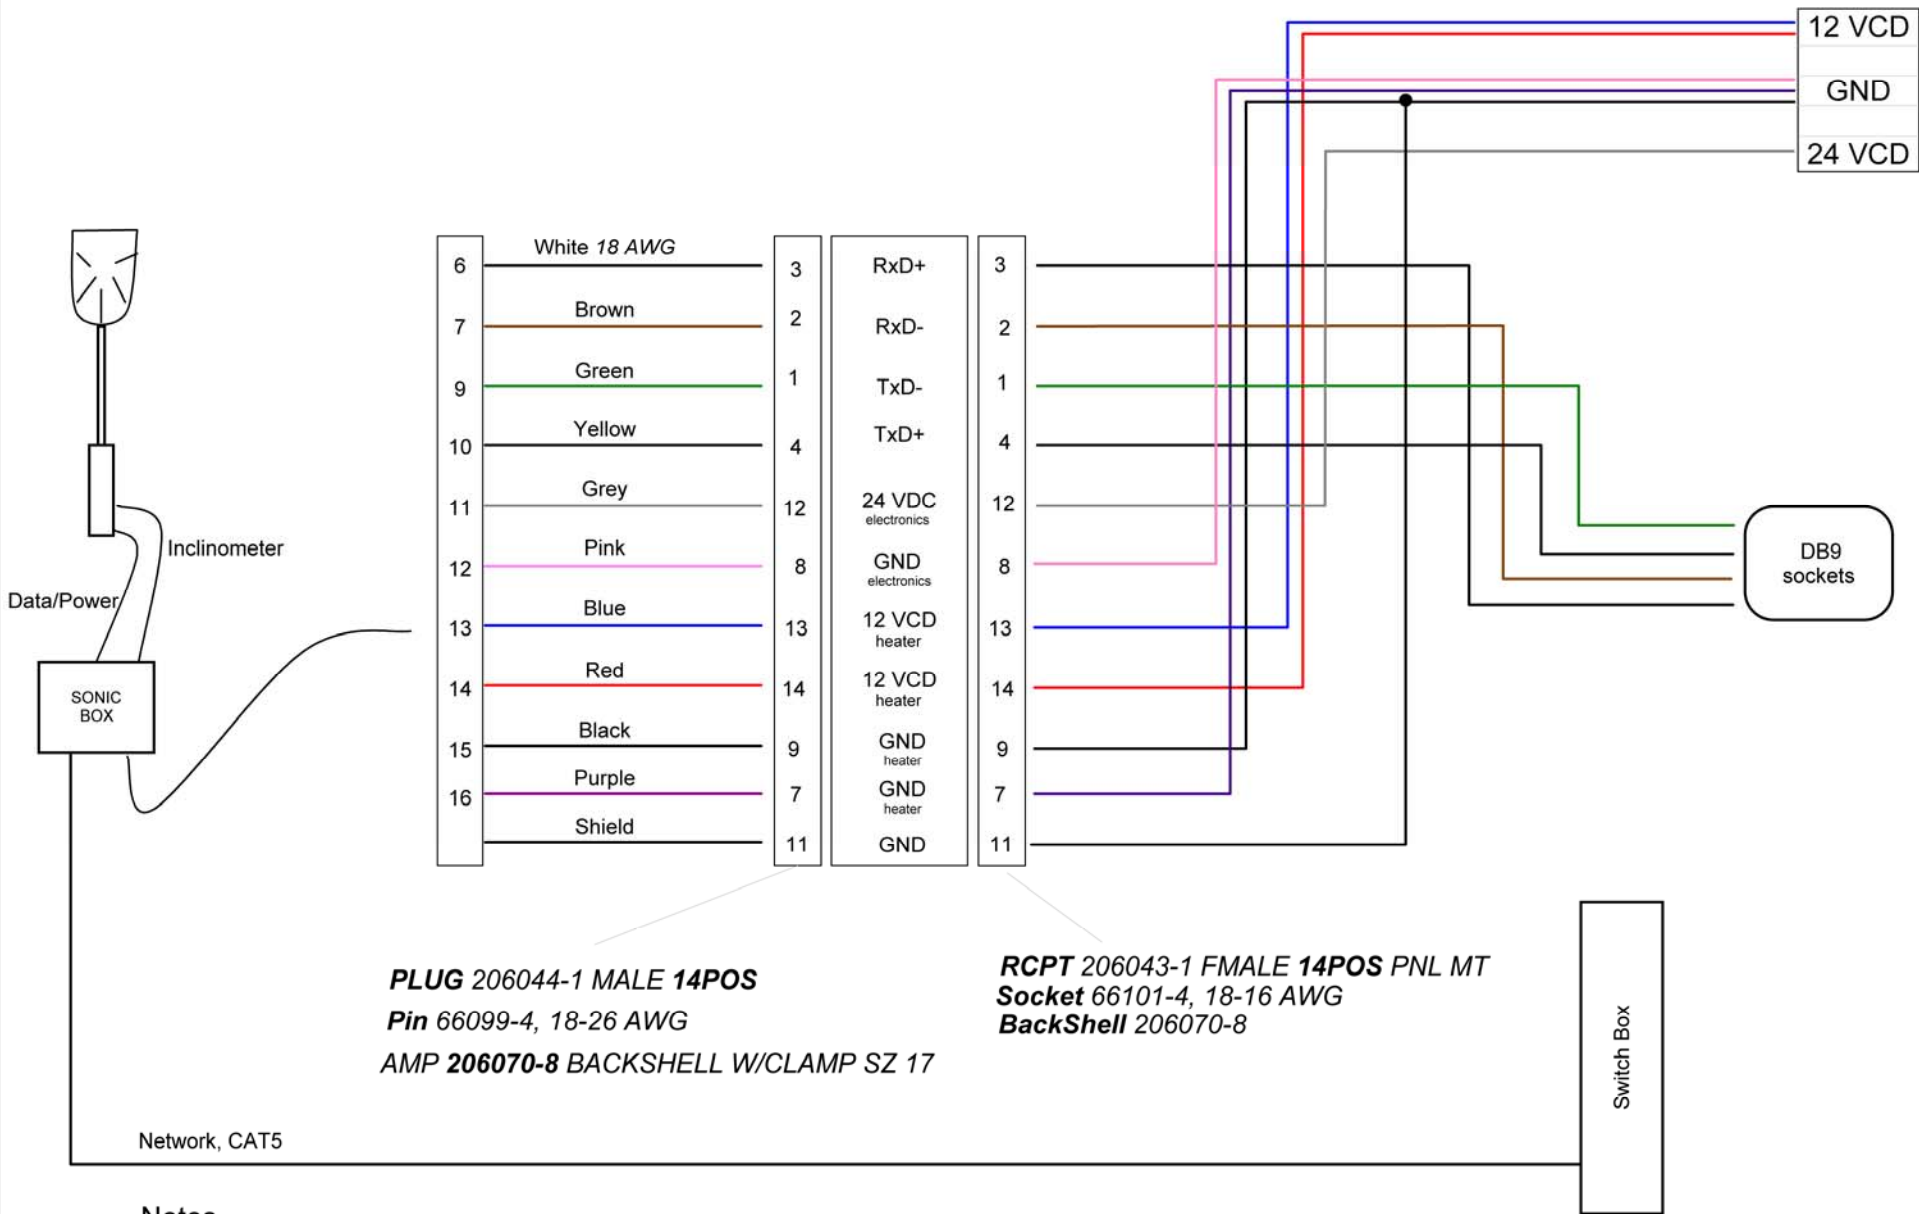 12 VCD
GND
24 VCD
6 White 18 AWG 3 RxD+ 3
7 Brown 2 RxD- 2
9 Green 1 TxD- 1
10 Yellow 4 TxD+ 4
11 Grey 12 24 VDC 12
electronics
12 Pink 8 GND 8
electronics
13 Blue 13 12 VCD 13
heater
14 Red 14 12 VCD 14
heater
15 Black 9 GND 9
heater
16 Purple 7 GND 7
heater
Shield 11 GND 11
Inclinometer
Data/Power
SONIC
BOX
DB9
sockets
PLUG 206044-1 MALE 14POS
Pin 66099-4, 18-26 AWG
AMP 206070-8 BACKSHELL W/CLAMP SZ 17
RCPT 206043-1 FMALE 14POS PNL MT
Socket 66101-4, 18-16 AWG
BackShell 206070-8
Switch Box
Network, CAT5
Notes